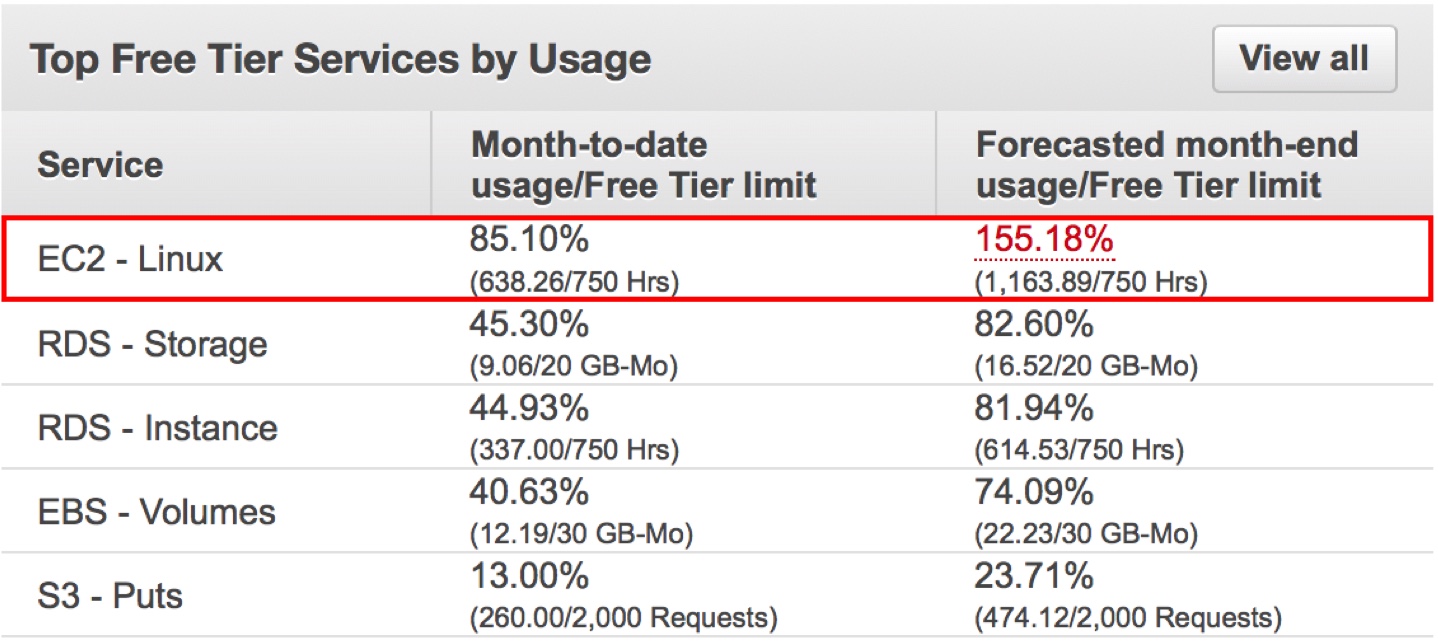 Top Free Tier Services by Usage
View all
Service
Month-to-date
usage/Free Tier limit
Forecasted month-end
usage/Free Tier limit
EC2 - Linux
85.10%
(638.26/750 Hrs)
155.18%
(1,163.89/750 Hrs)
RDS - Storage
45.30%
(9.06/20 GB-Mo)
82.60%
(16.52/20 GB-Mo)
RDS - Instance
44.93%
(337.00/750 Hrs)
81.94%
(614.53/750 Hrs)
EBS - Volumes
40.63%
(12.19/30 GB-Mo)
74.09%
(22.23/30 GB-Mo)
S3 - Puts
13.00%
(260.00/2,000 Requests)
23.71%
(474.12/2,000 Requests)